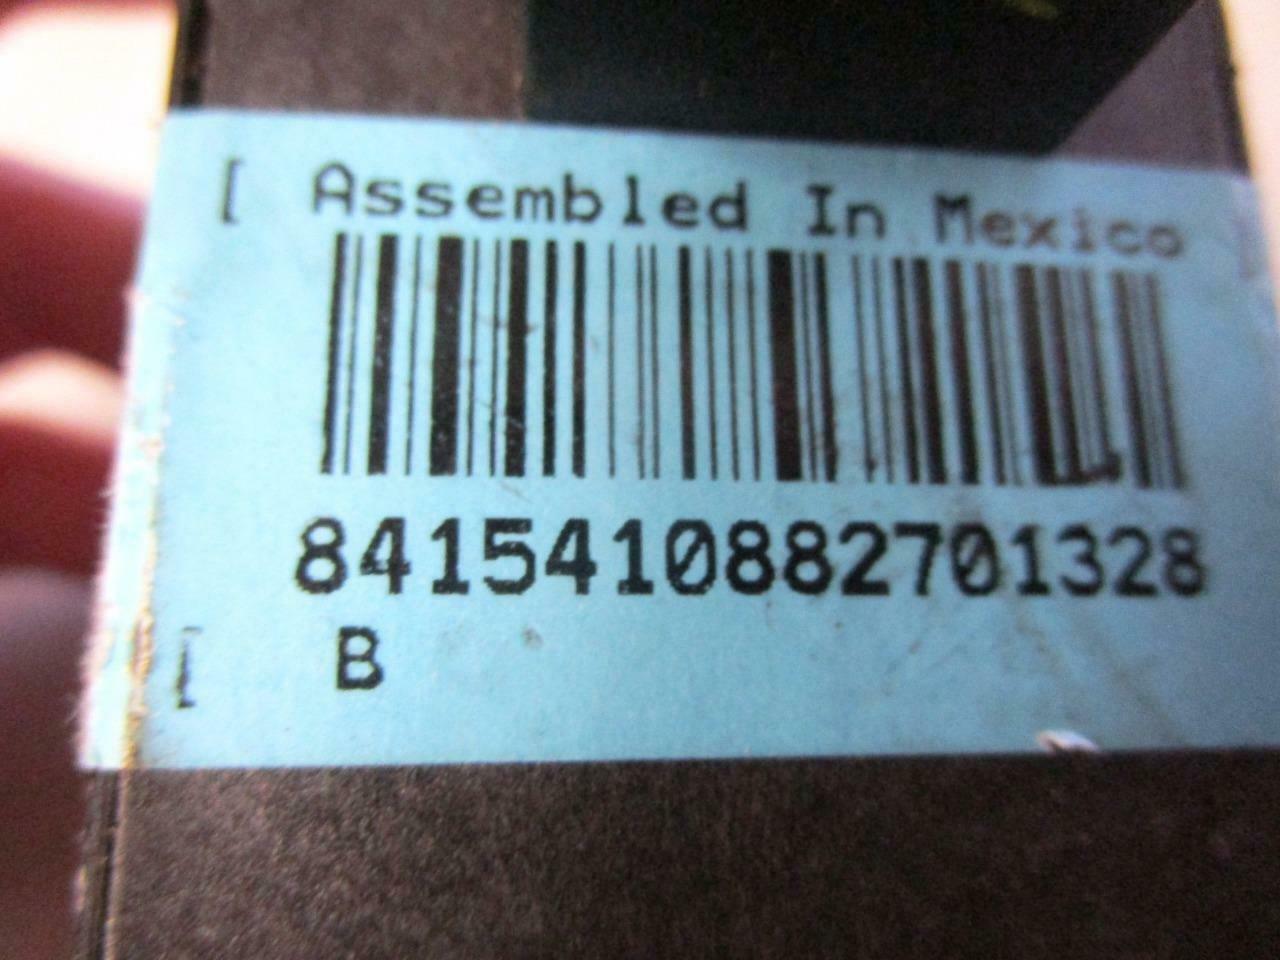 [ Assembled In Mexico ]
8415410882701328
[ B